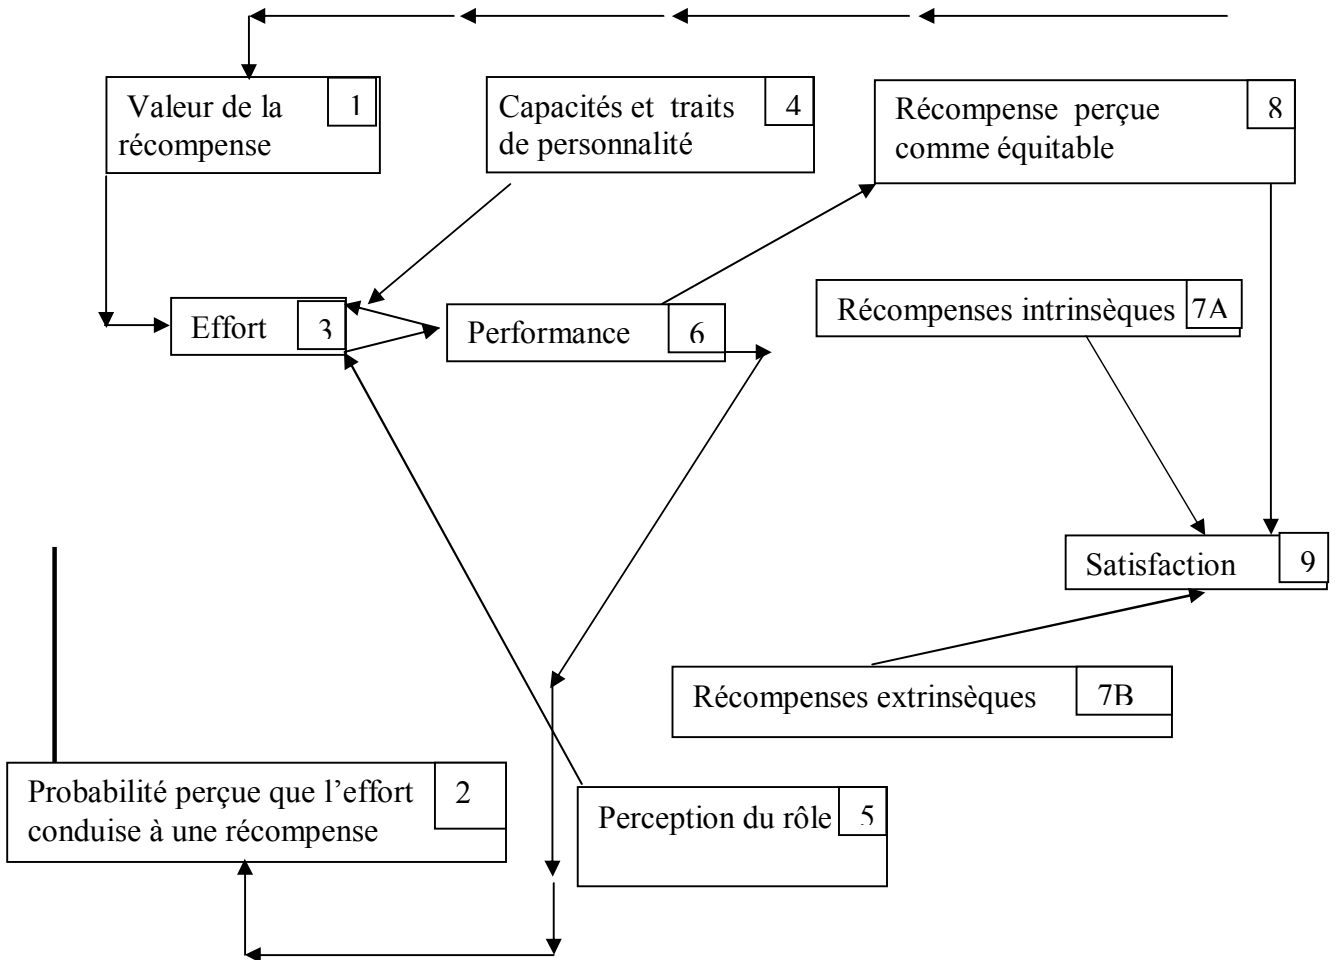 Valeur de la
récompense
1
Capacités et traits
de personnalité
4
Récompense perçue
comme équitable
8
Effort
3
Performance
6
Récompenses intrinsèques
7A
Satisfaction
9
Récompenses extrinsèques
7B
Probabilité perçue que l'effort
conduise à une récompense
2
Perception du rôle
5